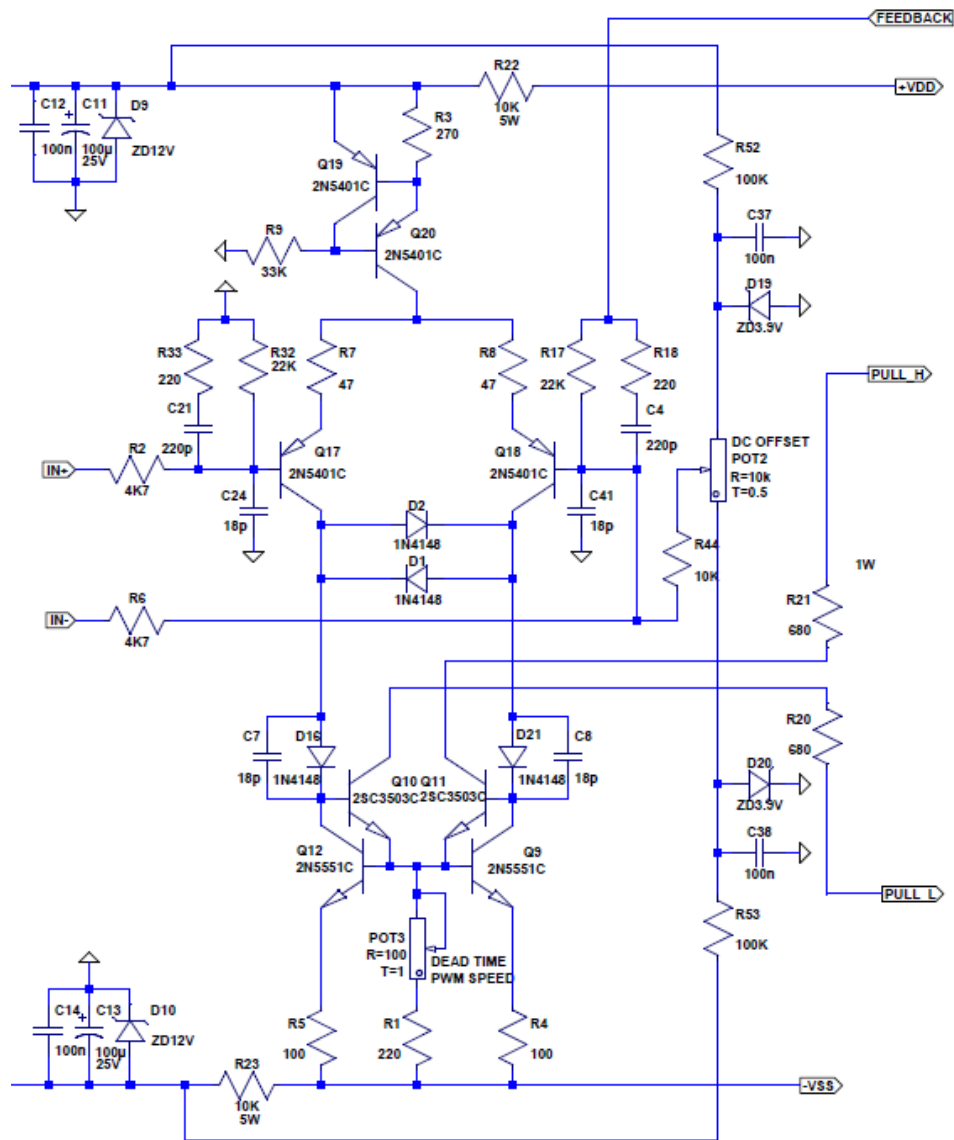 FEEDBACK
C12
100n
C11
+
100µ
25V
D9
ZD12V
R22
10K
5W
+VDD
R3
270
Q19
2N5401C
Q20
2N5401C
R9
33K
R52
100K
C37
100n
D19
ZD3.9V
R33
220
R32
22K
R7
47
R8
47
R17
22K
R18
220
PULL_H
C21
220p
C4
220p
IN+
R2
4K7
Q17
2N5401C
Q18
2N5401C
DC OFFSET
POT2
R=10k
T=0.5
C24
18p
D2
1N4148
C41
18p
D1
1N4148
R44
10K
1W
IN-
R6
4K7
R21
680
C7
18p
D16
1N4148
D21
1N4148
C8
18p
R20
680
Q10
2SC3503C
Q11
2SC3503C
D20
ZD3.9V
Q12
2N5551C
Q9
2N5551C
C38
100n
PULL_L
POT3
R=100
T=1
DEAD TIME
PWM SPEED
R53
100K
C14
100n
C13
+
100µ
25V
D10
ZD12V
R5
100
R1
220
R4
100
R23
10K
5W
-VSS